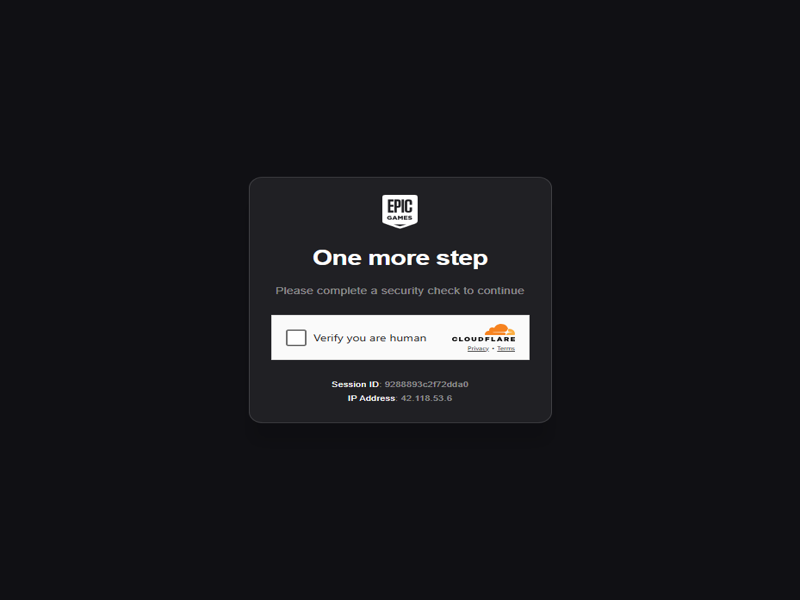 EPIC
GAMES
One more step
Please complete a security check to continue
Verify you are human
CLOUDFLARE
Privacy • Terms
Session ID: 9288893c2f72dda0
IP Address: 42.118.53.6